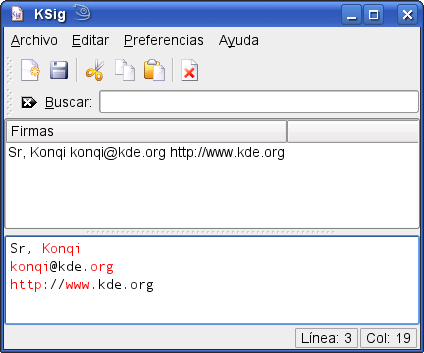 KSig
Archivo Editar Preferencias Ayuda
Buscar:
Firmas
Sr, Konqi konqi@kde.org http://www.kde.org
Sr, Konqi
konqi@kde.org
http://www.kde.org
Línea: 3 Col: 19